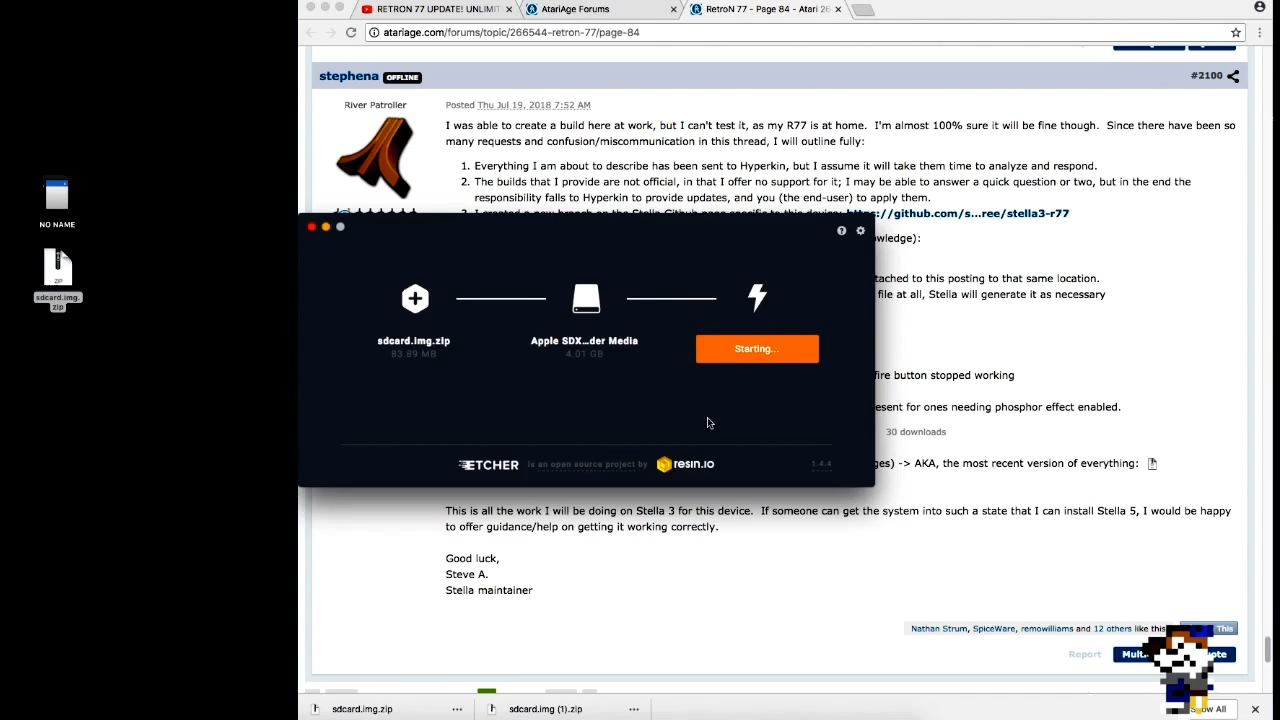 RETRON 77 UPDATE! UNLIMIT
AtariAge Forums
RetroN 77 - Page 84 - Atari 26
atariage.com/forums/topic/266544-retron-77/page-84
stephena OFFLINE
#2100
River Patroller
Posted Thu Jul 19, 2018 7:52 AM
I was able to create a build here at work, but I can't test it, as my R77 is at home. I'm almost 100% sure it will be fine though. Since there have been so
many requests and confusion/miscommunication in this thread, I will outline fully:
1. Everything I am about to describe has been sent to Hyperkin, but I assume it will take them time to analyze and respond.
2. The builds that I provide are not official, in that I offer no support for it; I may be able to answer a quick question or two, but in the end the
responsibility falls to Hyperkin to provide updates, and you (the end-user) to apply them.
s://github.com/s...ree/stella3-r77
wledge):
tached to this posting to that same location.
file at all, Stella will generate it as necessary
fire button stopped working
esent for ones needing phosphor effect enabled.
30 downloads
ges) -> AKA, the most recent version of everything:
NO NAME
ZIP
sdcard.img.
zip
sdcard.img.zip
83.89 MB
Apple SDX...der Media
4.01 GB
Starting...
ETCHER is an open source project by resin.io
1.4.4
This is all the work I will be doing on Stella 3 for this device. If someone can get the system into such a state that I can install Stella 5, I would be happy
to offer guidance/help on getting it working correctly.
Good luck,
Steve A.
Stella maintainer
Nathan Strum, SpiceWare, remowilliams and 12 others like this
This
Report
Mult
ote
sdcard.img.zip
sdcard.img (1).zip
Show All